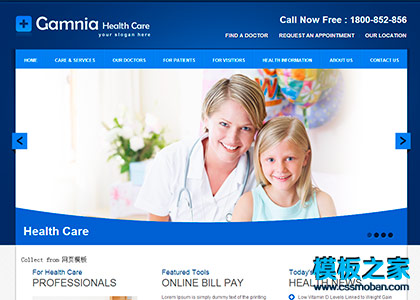 Gamnia Health Care
your slogan here
Call Now Free : 1800-852-856
FIND A DOCTOR REQUEST AN APPOINTMENT OUR LOCATION
HOME CARE & SERVICES OUR DOCTORS FOR PATIENTS FOR VISITORS HEALTH INFORMATION ABOUT US CONTACT US
< >
Health Care
Collect from 网页模板
For Health Care
PROFESSIONALS
Featured Tools
ONLINE BILL PAY
Today's
HEALTH NEWS
Lorem Ipsum is simply dummy text of the printing
Low Vitamin D Levels Linked to Weight Gain
模板之家
www.cssmoban.com